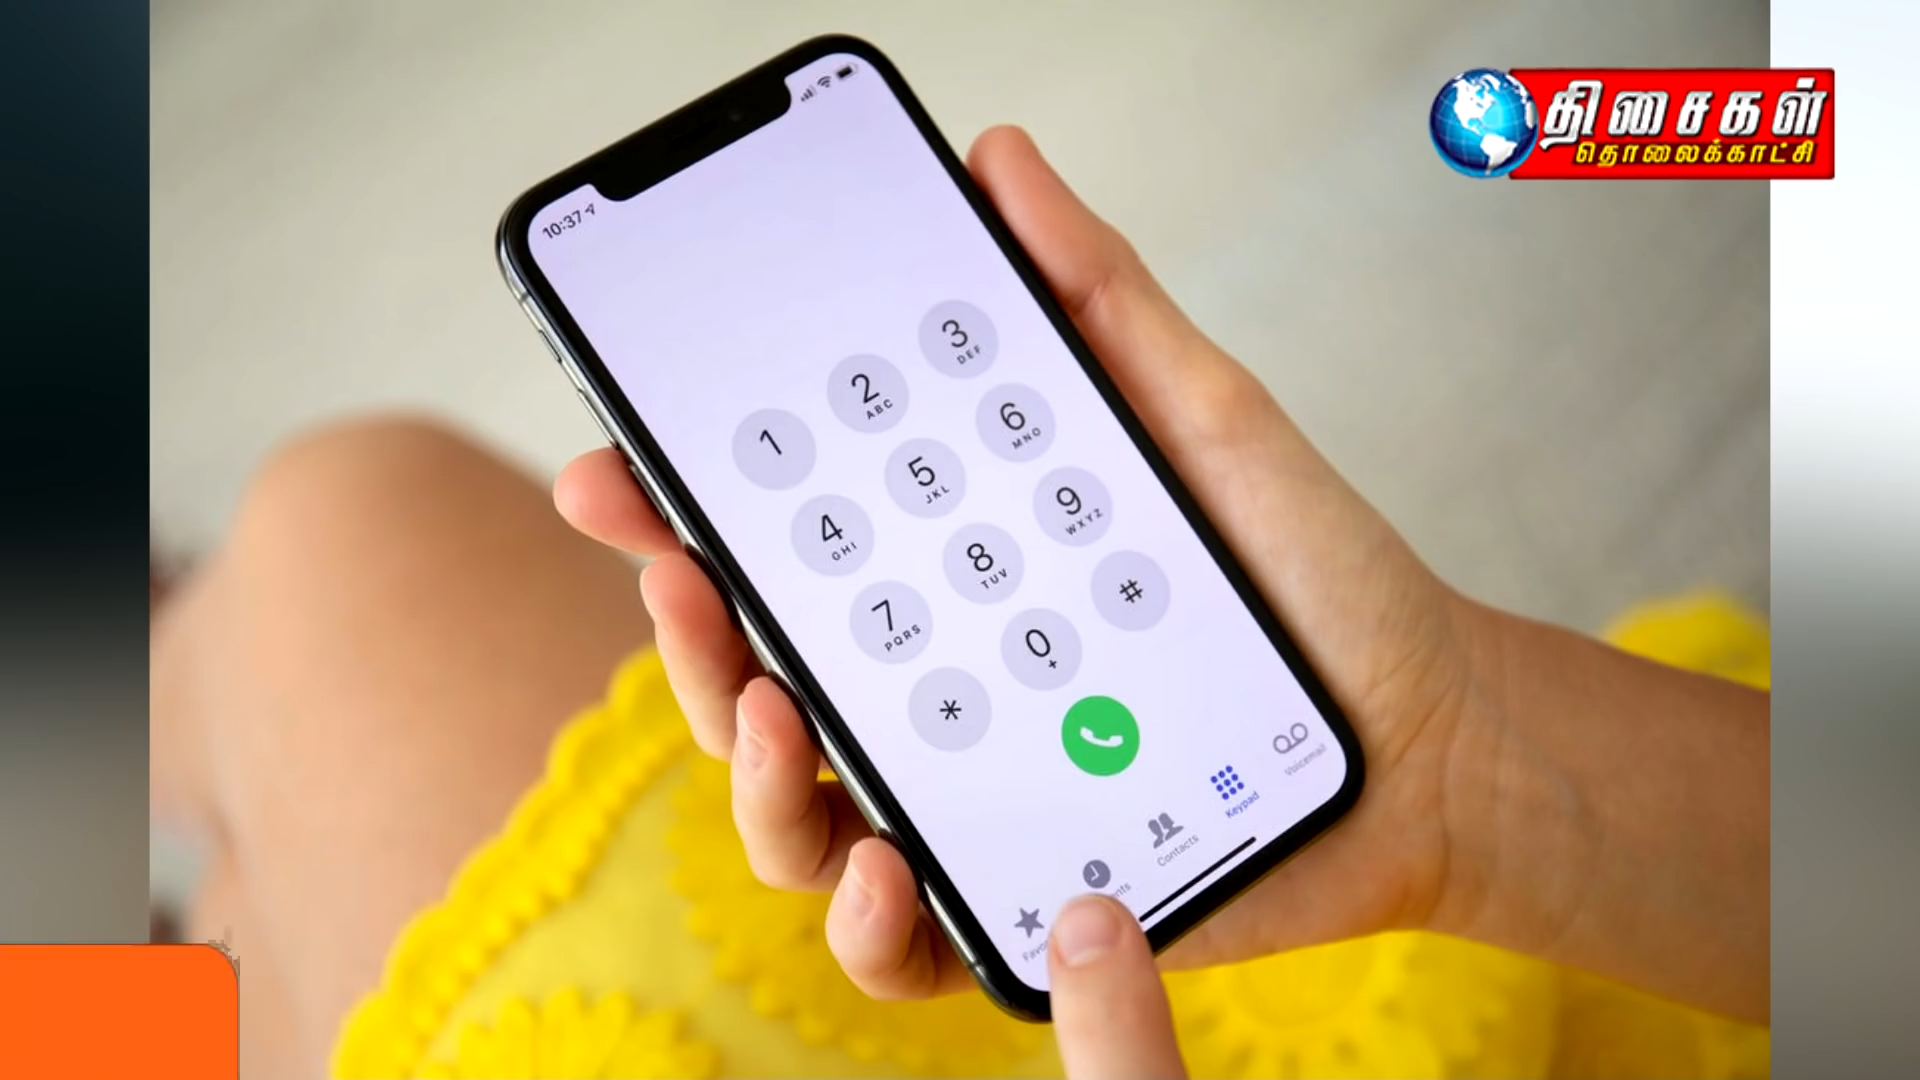 திசைகள்
தொலைக்காட்சி
10:37
1
2
ABC
3
DEF
4
GHI
5
JKL
6
MNO
7
PQRS
8
TUV
9
WXYZ
*
0
+
#
Contacts
Keypad
Voicemail